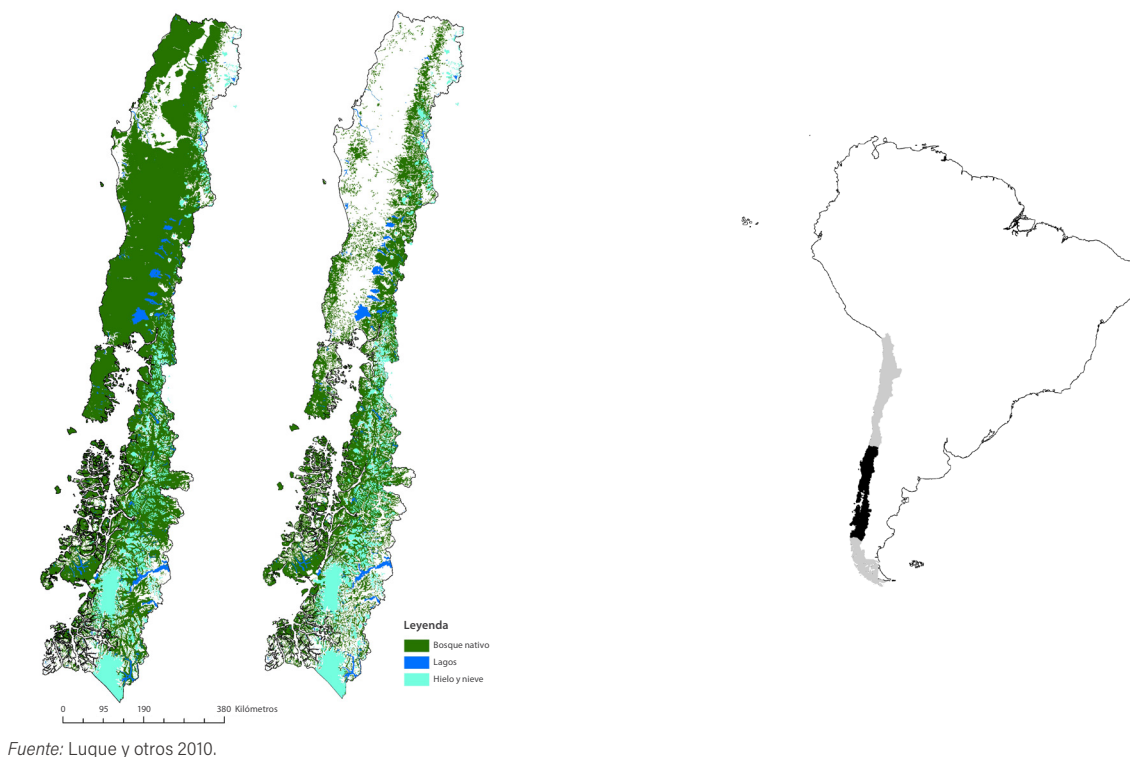 Leyenda
Bosque nativo
Lagos
Hielo y nieve
0 95 190 380 Kilómetros
Fuente: Luque y otros 2010.